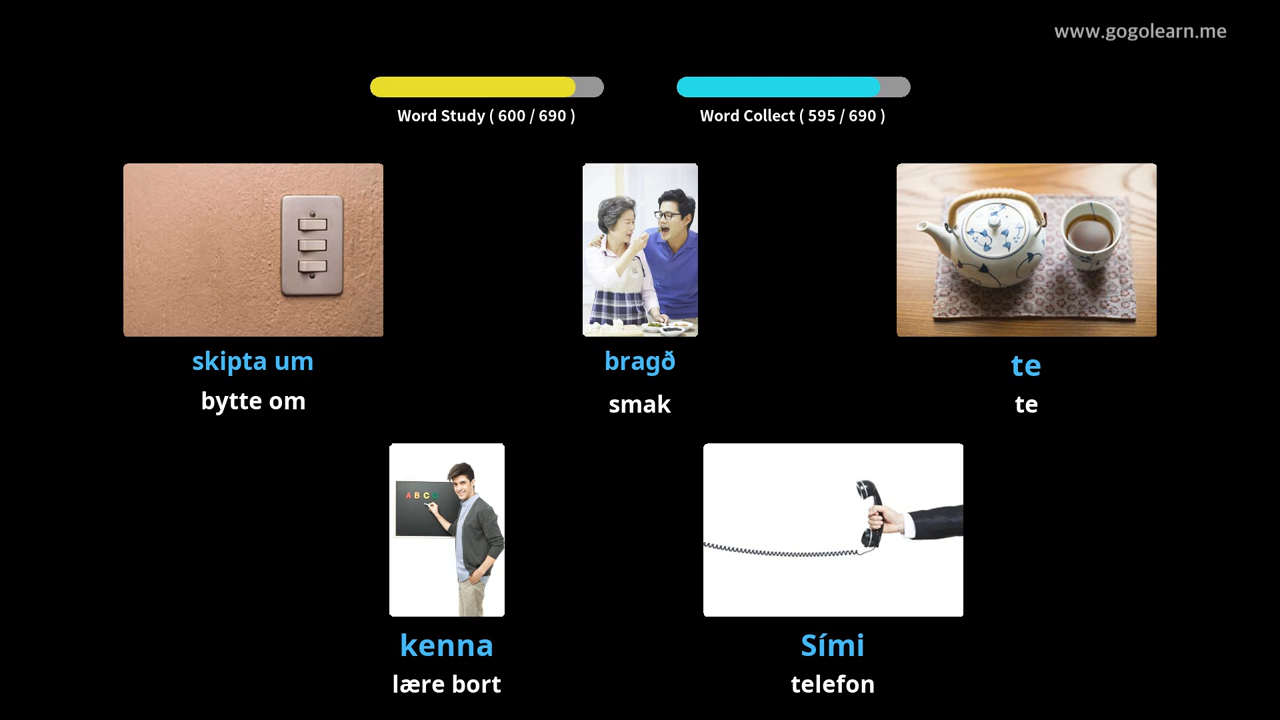 www.gogolearn.me
Word Study ( 600 / 690 )
Word Collect ( 595 / 690 )
skipta um
bytte om
bragð
smak
te
te
A B C
kenna
lære bort
Sími
telefon